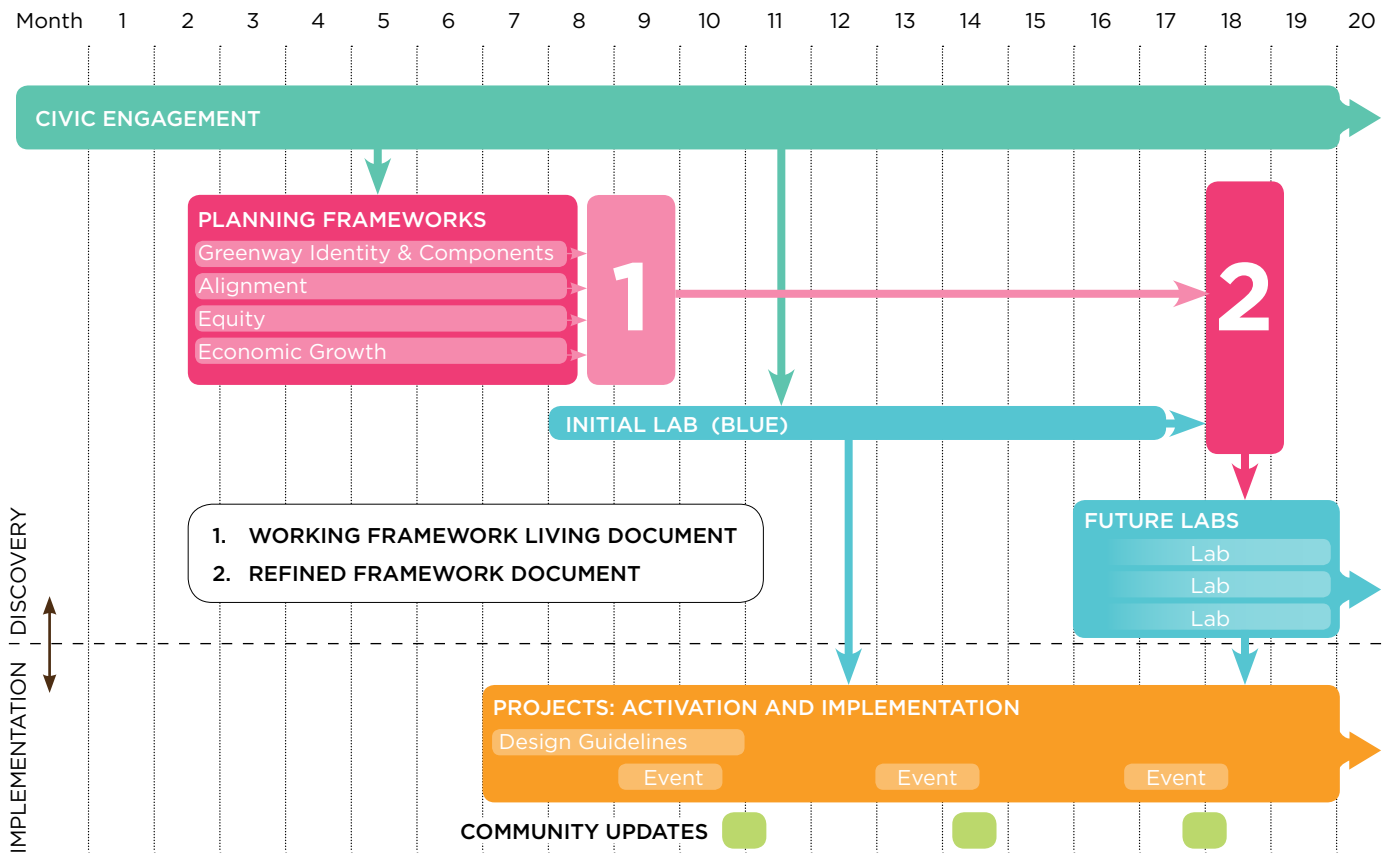 Month 1 2 3 4 5 6 7 8 9 10 11 12 13 14 15 16 17 18 19 20
CIVIC ENGAGEMENT
PLANNING FRAMEWORKS
Greenway Identity & Components
Alignment
Equity
Economic Growth
1
2
INITIAL LAB (BLUE)
1. WORKING FRAMEWORK LIVING DOCUMENT
2. REFINED FRAMEWORK DOCUMENT
FUTURE LABS
Lab
Lab
Lab
DISCOVERY
IMPLEMENTATION
PROJECTS: ACTIVATION AND IMPLEMENTATION
Design Guidelines
Event Event Event
COMMUNITY UPDATES